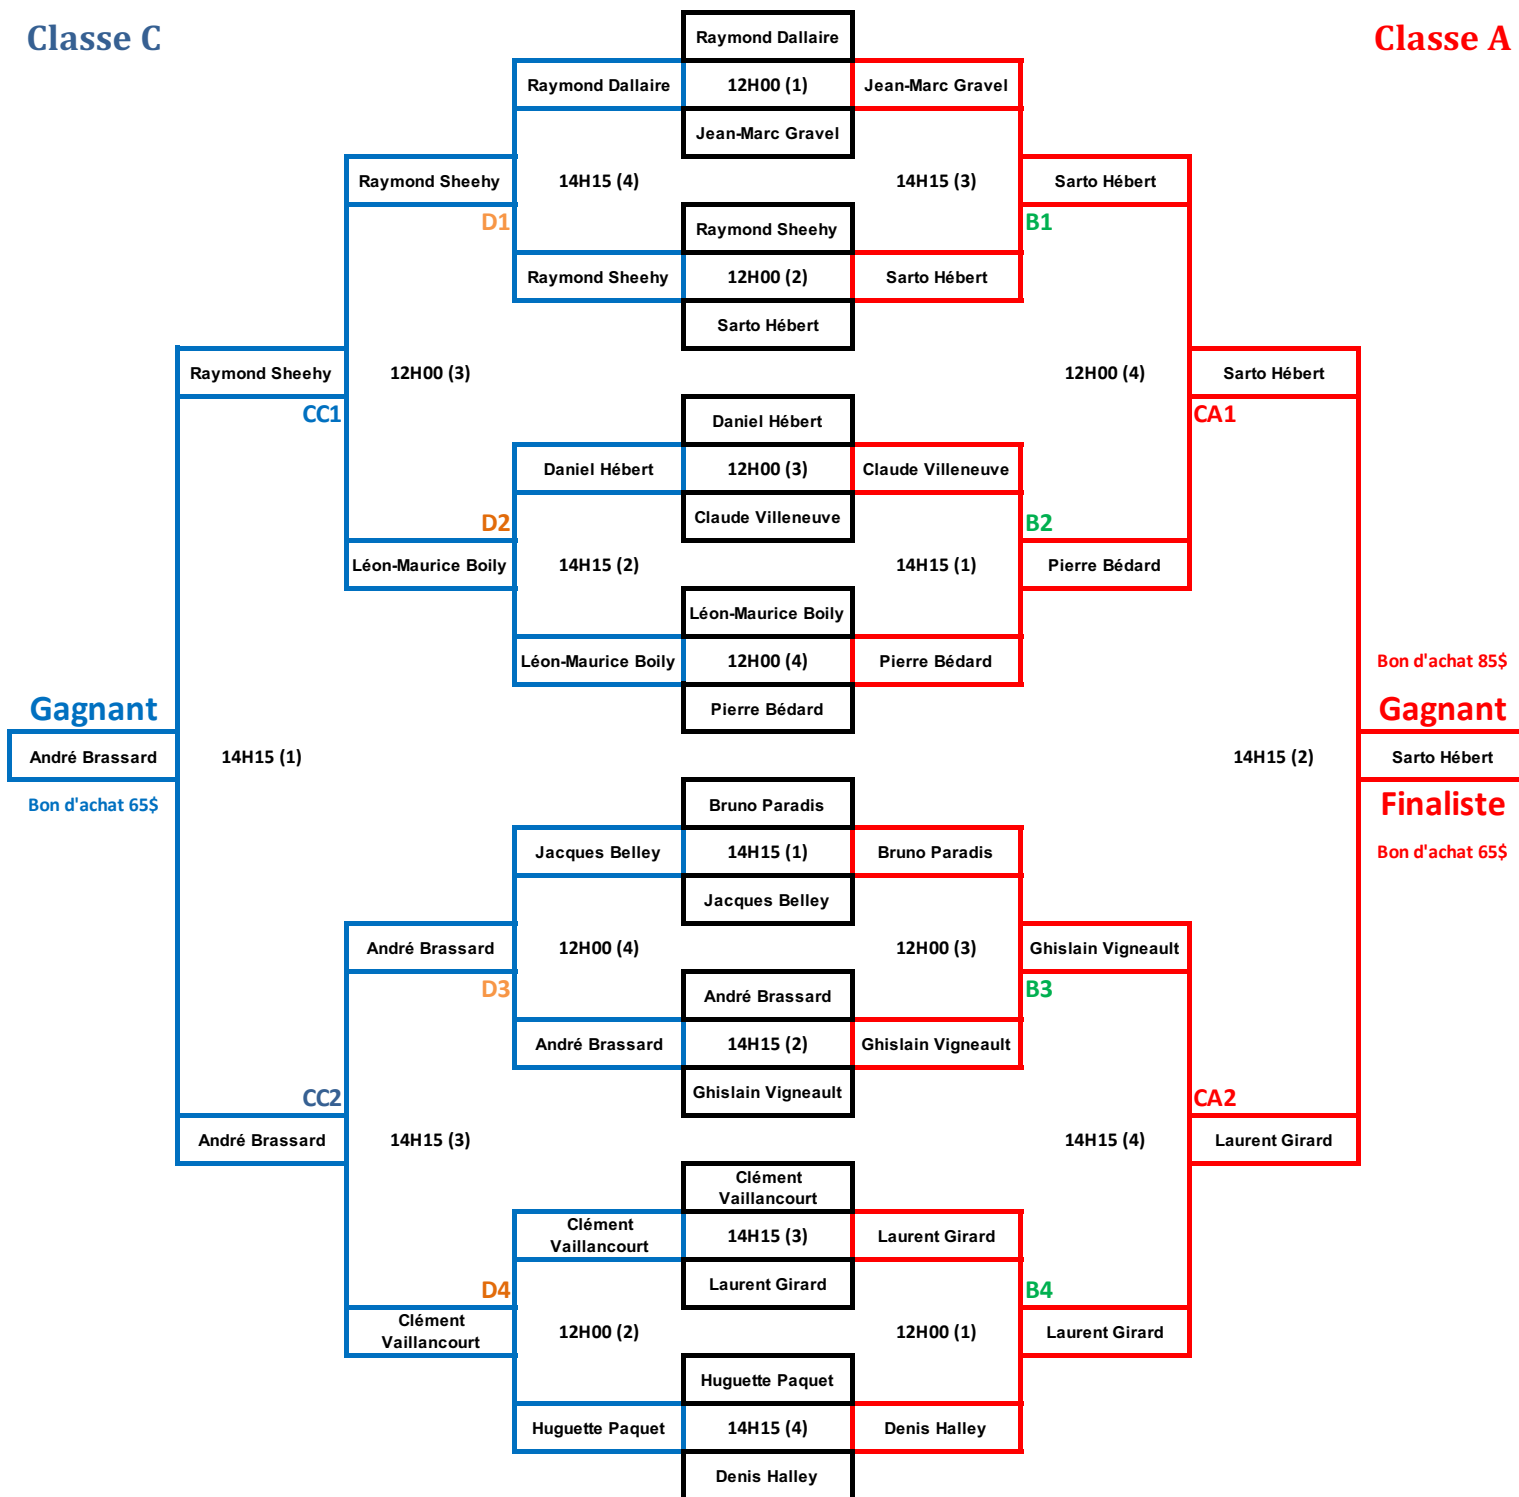 Classe C
Raymond Dallaire
Classe A
Raymond Dallaire
12H00 (1)
Jean-Marc Gravel
Jean-Marc Gravel
Raymond Sheehy
14H15 (4)
14H15 (3)
Sarto Hébert
D1
Raymond Sheehy
B1
Raymond Sheehy
12H00 (2)
Sarto Hébert
Sarto Hébert
Raymond Sheehy
12H00 (3)
12H00 (4)
Sarto Hébert
CC1
Daniel Hébert
CA1
Daniel Hébert
12H00 (3)
Claude Villeneuve
D2
Claude Villeneuve
B2
Léon-Maurice Boily
14H15 (2)
14H15 (1)
Pierre Bédard
Léon-Maurice Boily
Léon-Maurice Boily
12H00 (4)
Pierre Bédard
Bon d'achat 85$
Gagnant
Pierre Bédard
Gagnant
André Brassard
14H15 (1)
14H15 (2)
Sarto Hébert
Bon d'achat 65$
Bruno Paradis
Finaliste
Jacques Belley
14H15 (1)
Bruno Paradis
Bon d'achat 65$
Jacques Belley
André Brassard
12H00 (4)
12H00 (3)
Ghislain Vigneault
D3
André Brassard
B3
André Brassard
14H15 (2)
Ghislain Vigneault
CC2
Ghislain Vigneault
CA2
André Brassard
14H15 (3)
14H15 (4)
Laurent Girard
Clément
Vaillancourt
Clément
Vaillancourt
14H15 (3)
Laurent Girard
D4
Laurent Girard
B4
Clément
Vaillancourt
12H00 (2)
12H00 (1)
Laurent Girard
Huguette Paquet
Huguette Paquet
14H15 (4)
Denis Halley
Denis Halley